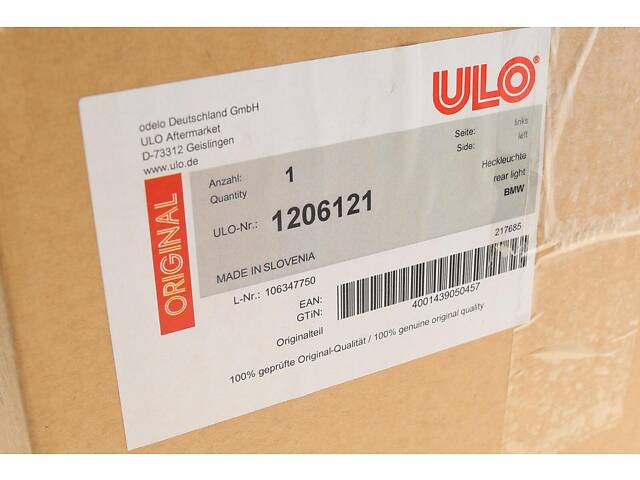 ULO®
odelo Deutschland GmbH
ULO Aftermarket
D-73312 Geislingen
www.ulo.de
ORIGINAL
Anzahl: 1
Quantity
Seite: links
Side: left
ULO-Nr.: 1206121
Heckleuchte
rear light
BMW
MADE IN SLOVENIA
217685
L-Nr.: 106347750
EAN:
GTiN:
4001439050457
Originalteil
100% geprüfte Original-Qualität / 100% genuine original quality